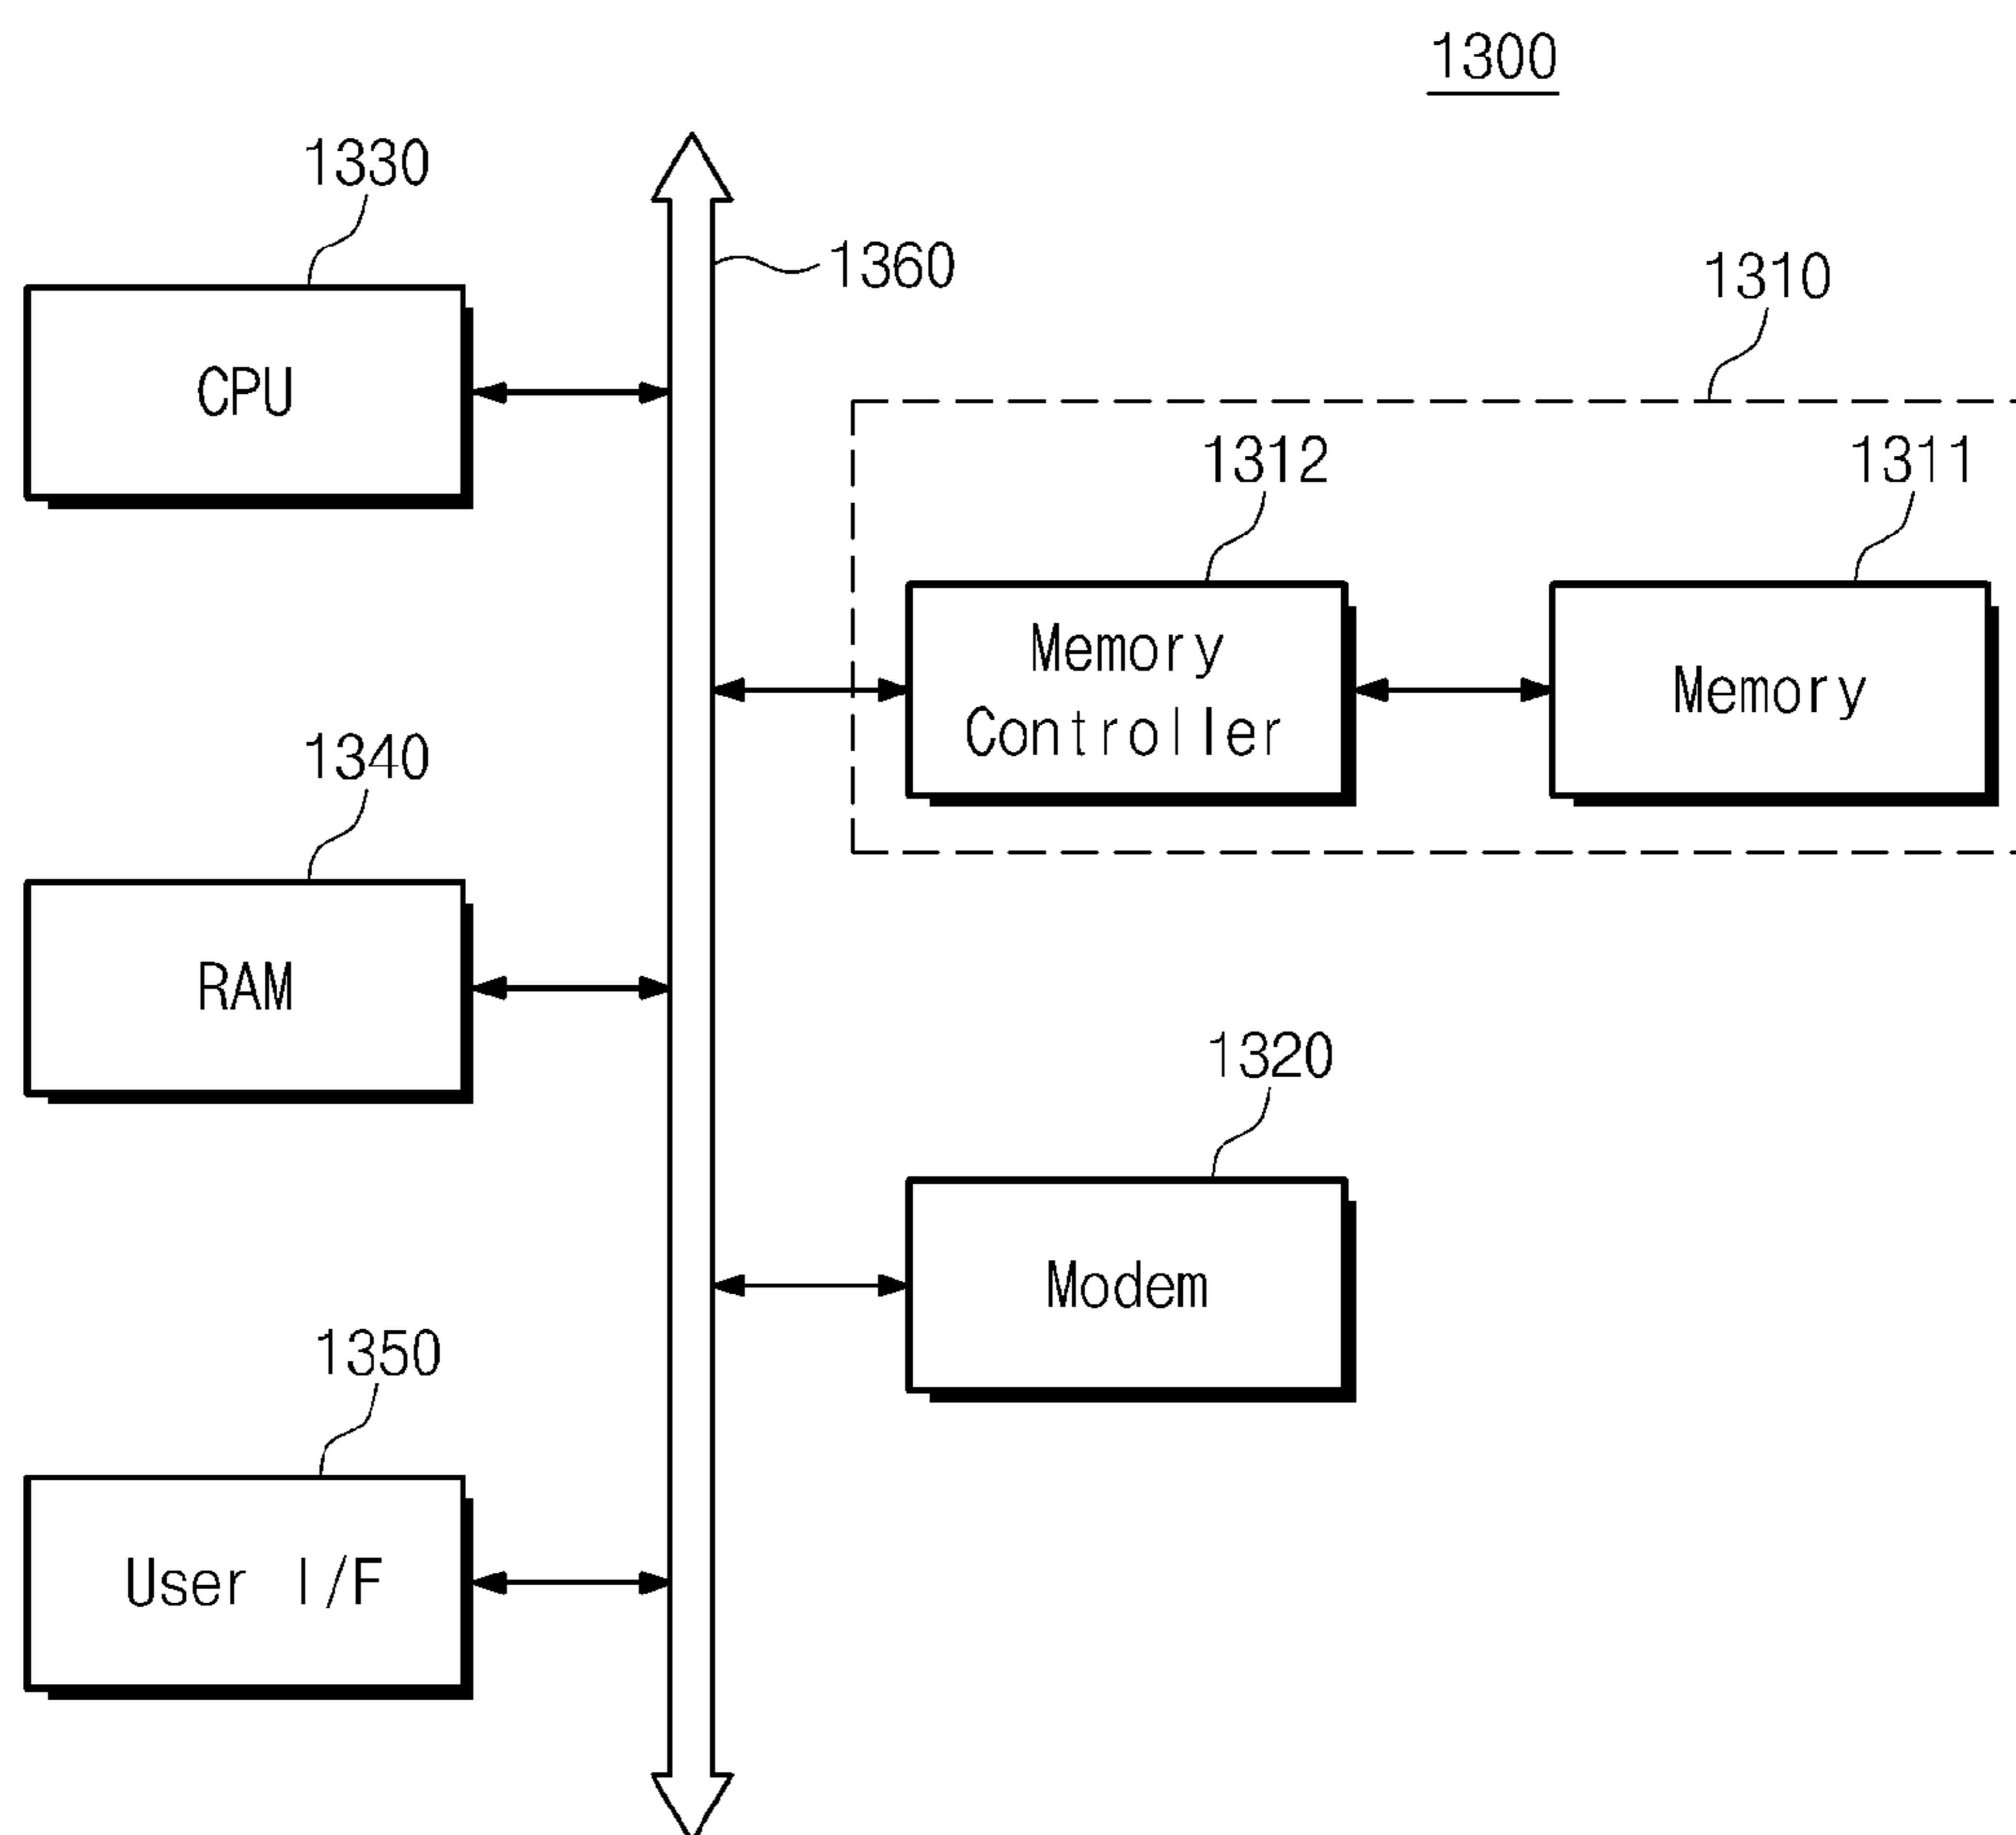 1300
1330
1360
1310
CPU
1312
1311
Memory
Controller
Memory
1340
RAM
1320
Modem
1350
User I/F